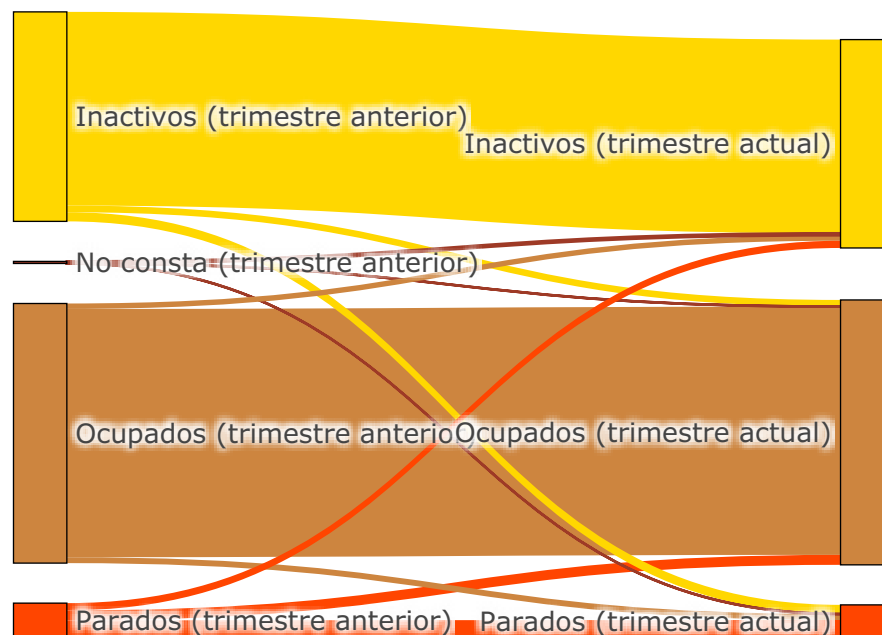 Inactivos (trimestre anterior)
Inactivos (trimestre actual)
No consta (trimestre anterior)
Ocupados (trimestre anterior)
Ocupados (trimestre actual)
Parados (trimestre anterior)
Parados (trimestre actual)